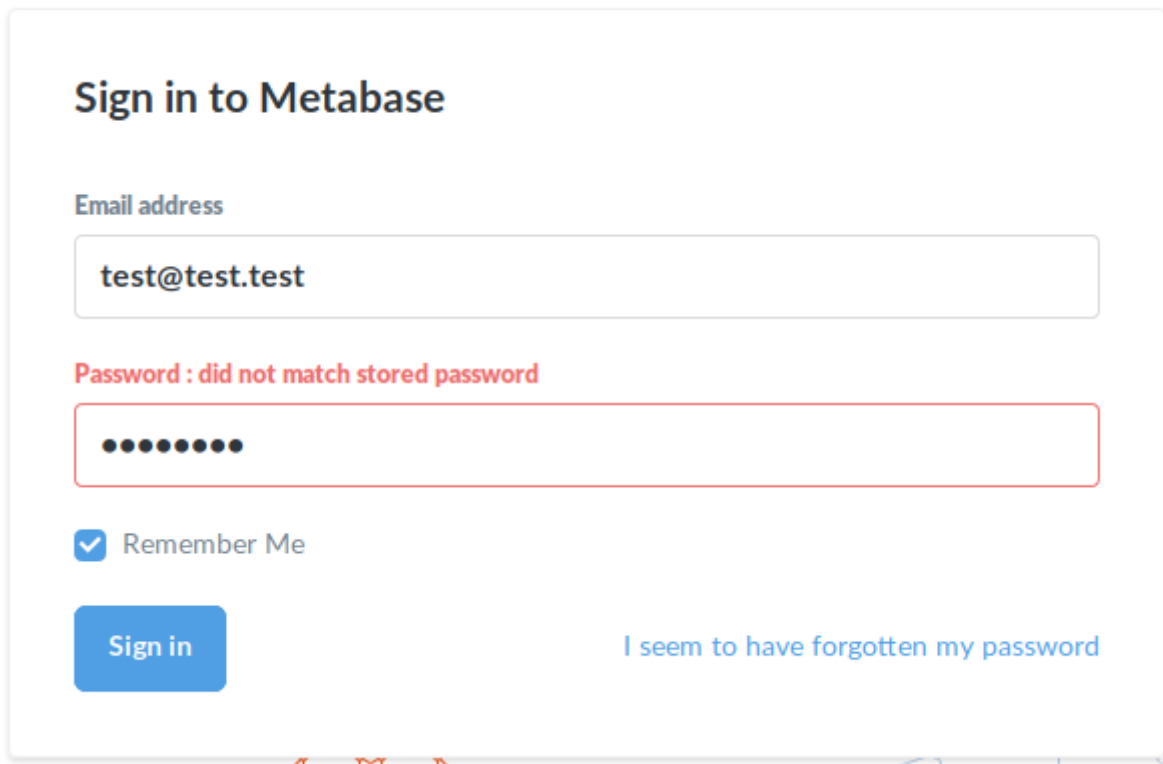 Sign in to Metabase
Email address
test@test.test
Password : did not match stored password
••••••••
Remember Me
Sign in
I seem to have forgotten my password